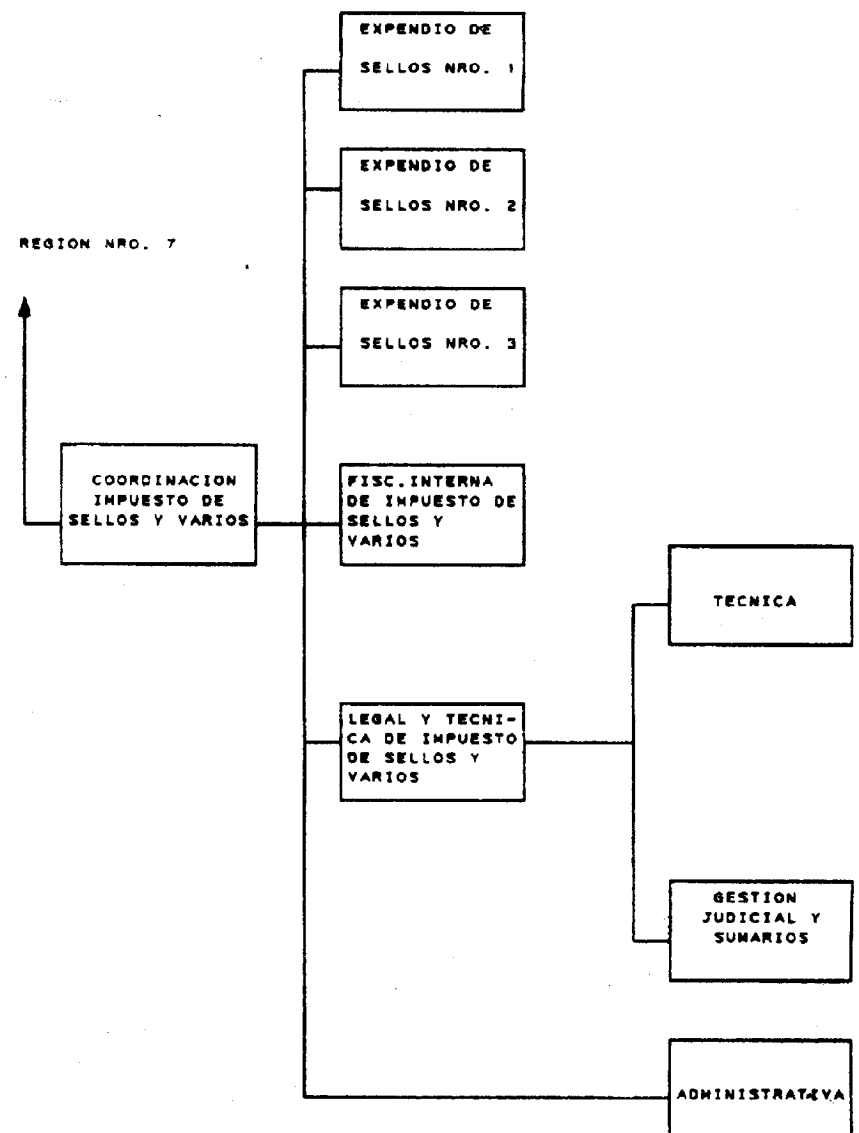 EXPENDIO DE
SELLOS NRO. 1
EXPENDIO DE
SELLOS NRO. 2
REGION NRO. 7
EXPENDIO DE
SELLOS NRO. 3
COORDINACION
IMPUESTO DE
SELLOS Y VARIOS
FISC.INTERNA
DE IMPUESTO DE
SELLOS Y
VARIOS
TECNICA
LEGAL Y TECNI-
CA DE IMPUESTO
DE SELLOS Y
VARIOS
GESTION
JUDICIAL Y
SUMARIOS
ADMINISTRATIVA